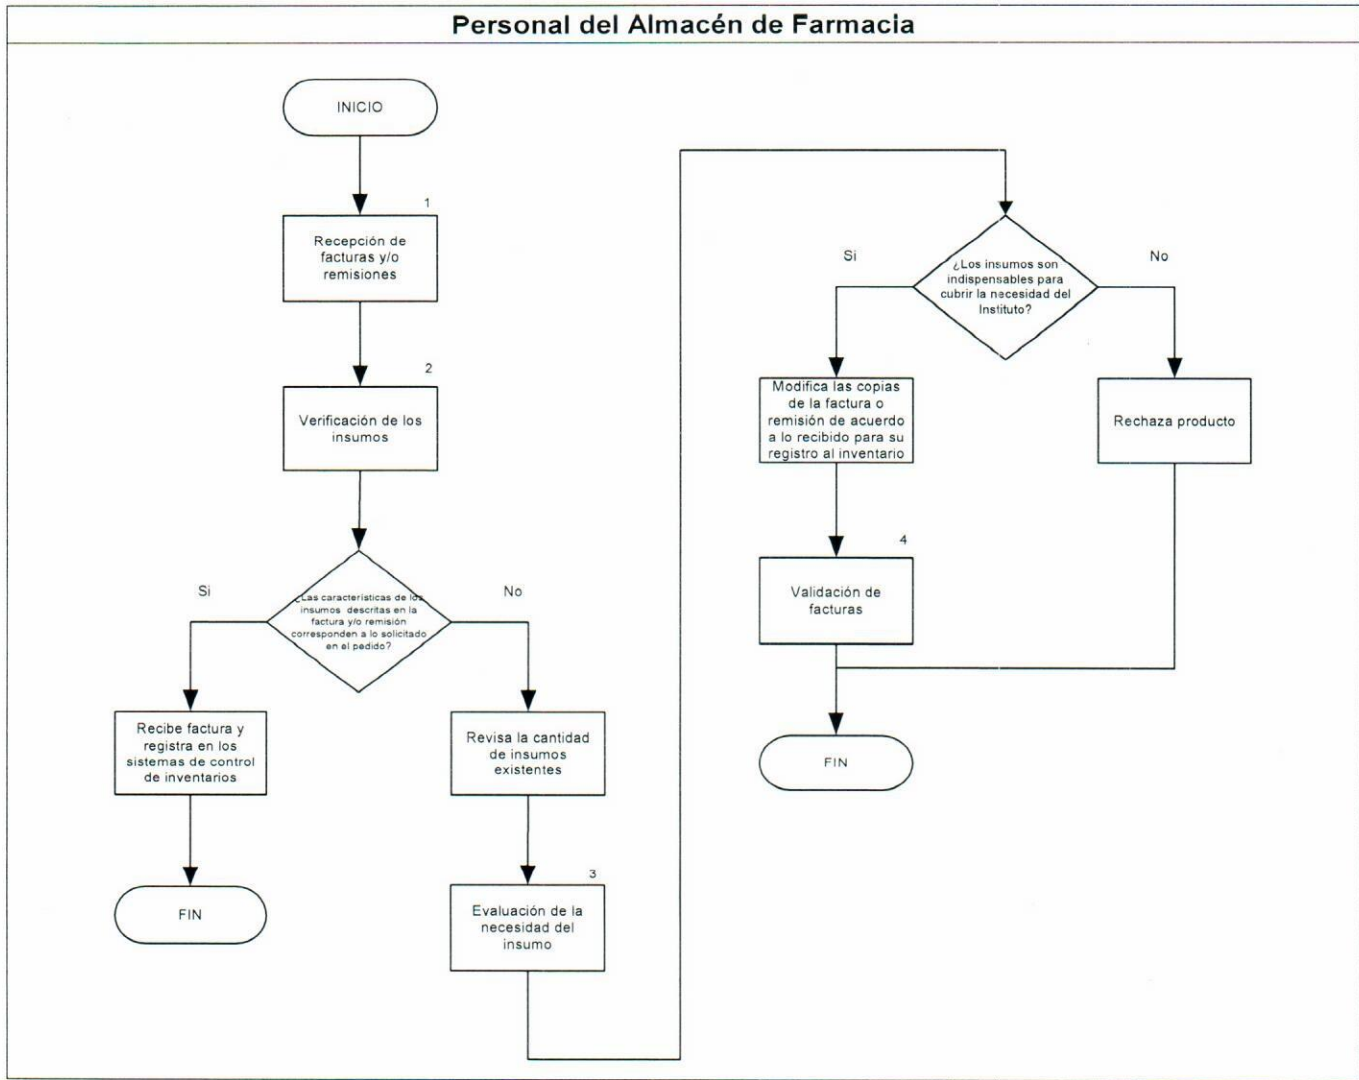 Personal del Almacén de Farmacia
INICIO
1
Recepción de
facturas y/o
remisiones
2
Verificación de los
insumos
¿Las características de los
insumos descritas en la
factura y/o remisión
corresponden a lo solicitado
en el pedido?
Si
No
Recibe factura y
registra en los
sistemas de control
de inventarios
FIN
Revisa la cantidad
de insumos
existentes
3
Evaluación de la
necesidad del
insumo
¿Los insumos son
indispensables para
cubrir la necesidad del
Instituto?
Si
No
Modifica las copias
de la factura o
remisión de acuerdo
a lo recibido para su
registro al inventario
Rechaza producto
4
Validación de
facturas
FIN